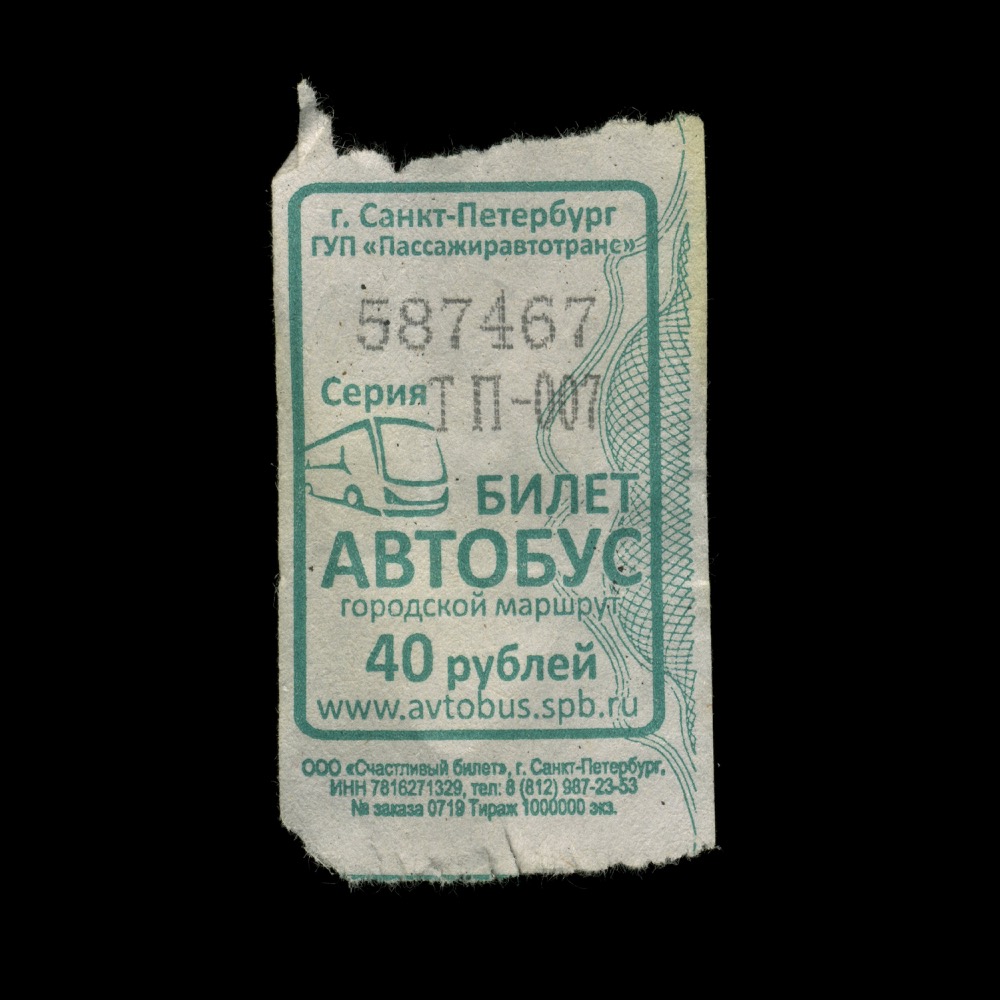 г. Санкт-Петербург
ГУП «Пассажиравтотранс»
587467
Серия ТП-007
БИЛЕТ
АВТОБУС
городской маршрут
40 рублей
www.avtobus.spb.ru
ООО «Счастливый билет», г. Санкт-Петербург,
ИНН 7816271329, тел: 8 (812) 987-23-53
№ заказа 0719 Тираж 1000000 экз.